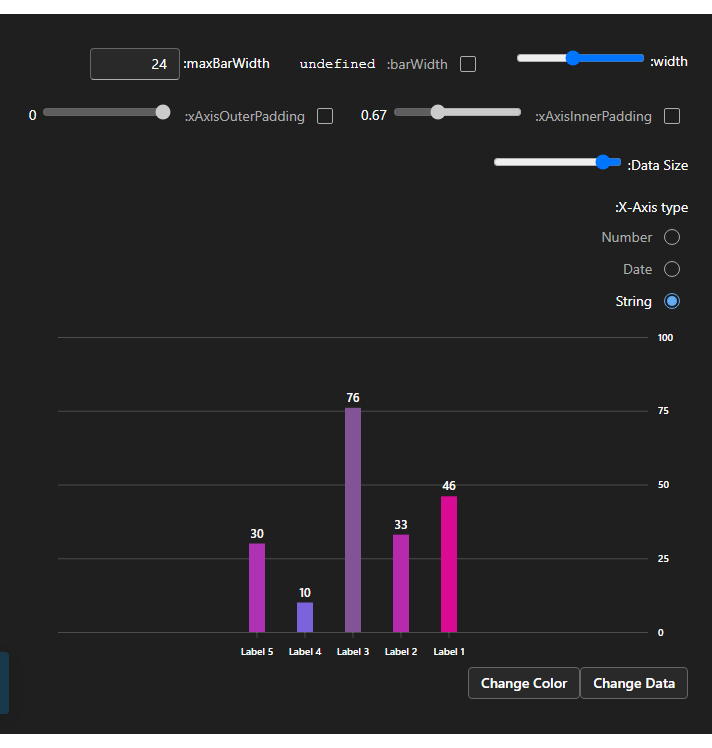 :width
undefined :barWidth
24 :maxBarWidth
:xAxisInnerPadding 0.67
:xAxisOuterPadding 0
:Data Size
:X-Axis type
Number
Date
String
100
75
50
25
0
30
10
76
33
46
Label 5 Label 4 Label 3 Label 2 Label 1
Change Color Change Data